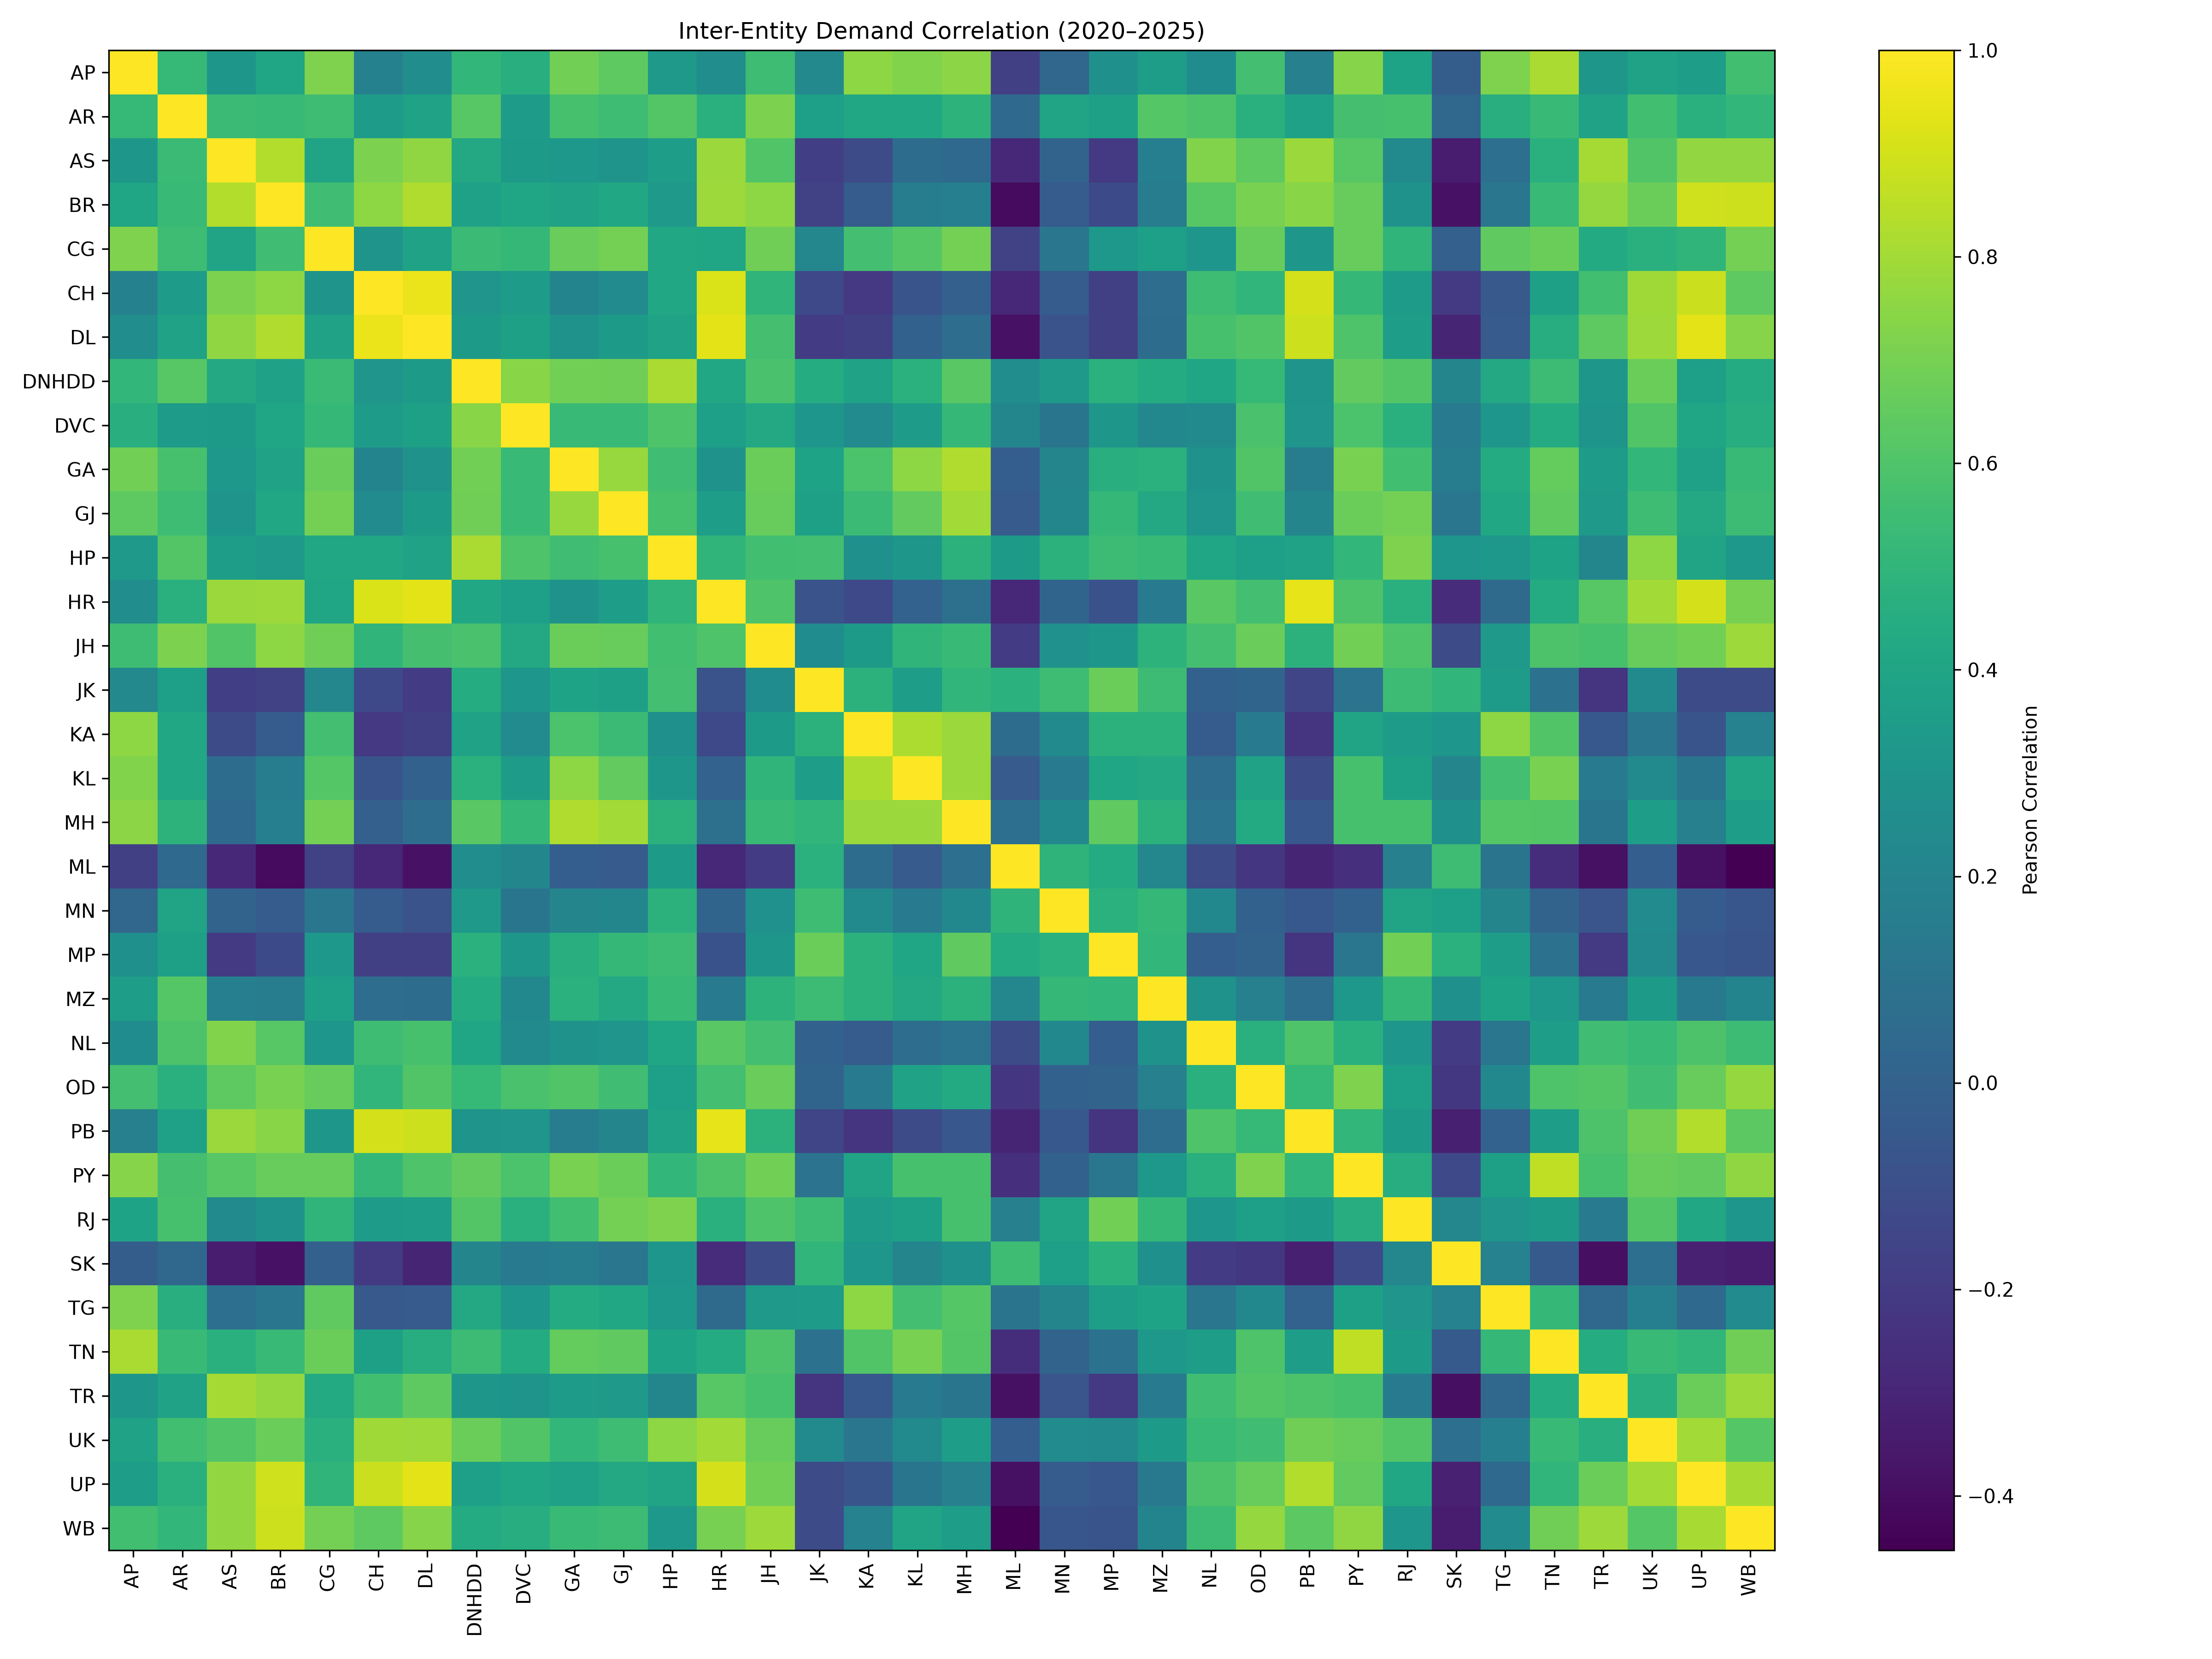 Inter-Entity Demand Correlation (2020–2025)
AP
AR
AS
BR
CG
CH
DL
DNHDD
DVC
GA
GJ
HP
HR
JH
JK
KA
KL
MH
ML
MN
MP
MZ
NL
OD
PB
PY
RJ
SK
TG
TN
TR
UK
UP
WB
AP AR AS BR CG CH DL DNHDD DVC GA GJ HP HR JH JK KA KL MH ML MN MP MZ NL OD PB PY RJ SK TG TN TR UK UP WB
1.0
0.8
0.6
0.4
0.2
0.0
−0.2
−0.4
Pearson Correlation